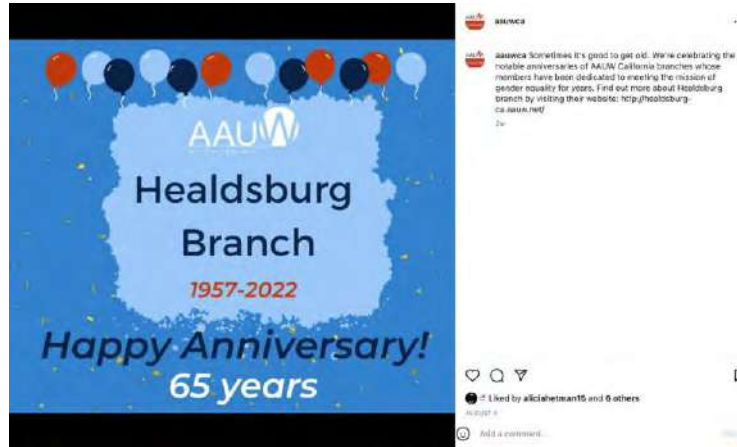 AAUW
Healdsburg
Branch
1957-2022
Happy Anniversary!
65 years
aauwca
aauwca Sometimes it's good to get old. We're celebrating the
notable anniversaries of AAUW California branches whose
members have been dedicated to meeting the mission of
gender equality for years. Find out more about Healdsburg
branch by visiting their website: http://healdsburg-
ca.aauw.net/
2w
Liked by aliciahetman15 and 6 others
Add a comment...